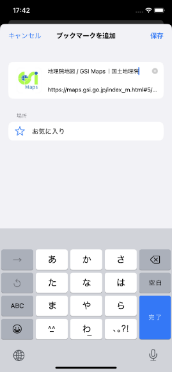 17:42
キャンセル
ブックマークを追加
保存
GSI
Maps
地理院地図 / GSI Maps｜国土地理院
https://maps.gsi.go.jp/index_m.html#5/...
場所
お気に入り
→
あ
か
さ
た
な
は
空白
ABC
ま
や
ら
完了
^^
わ
、。?!